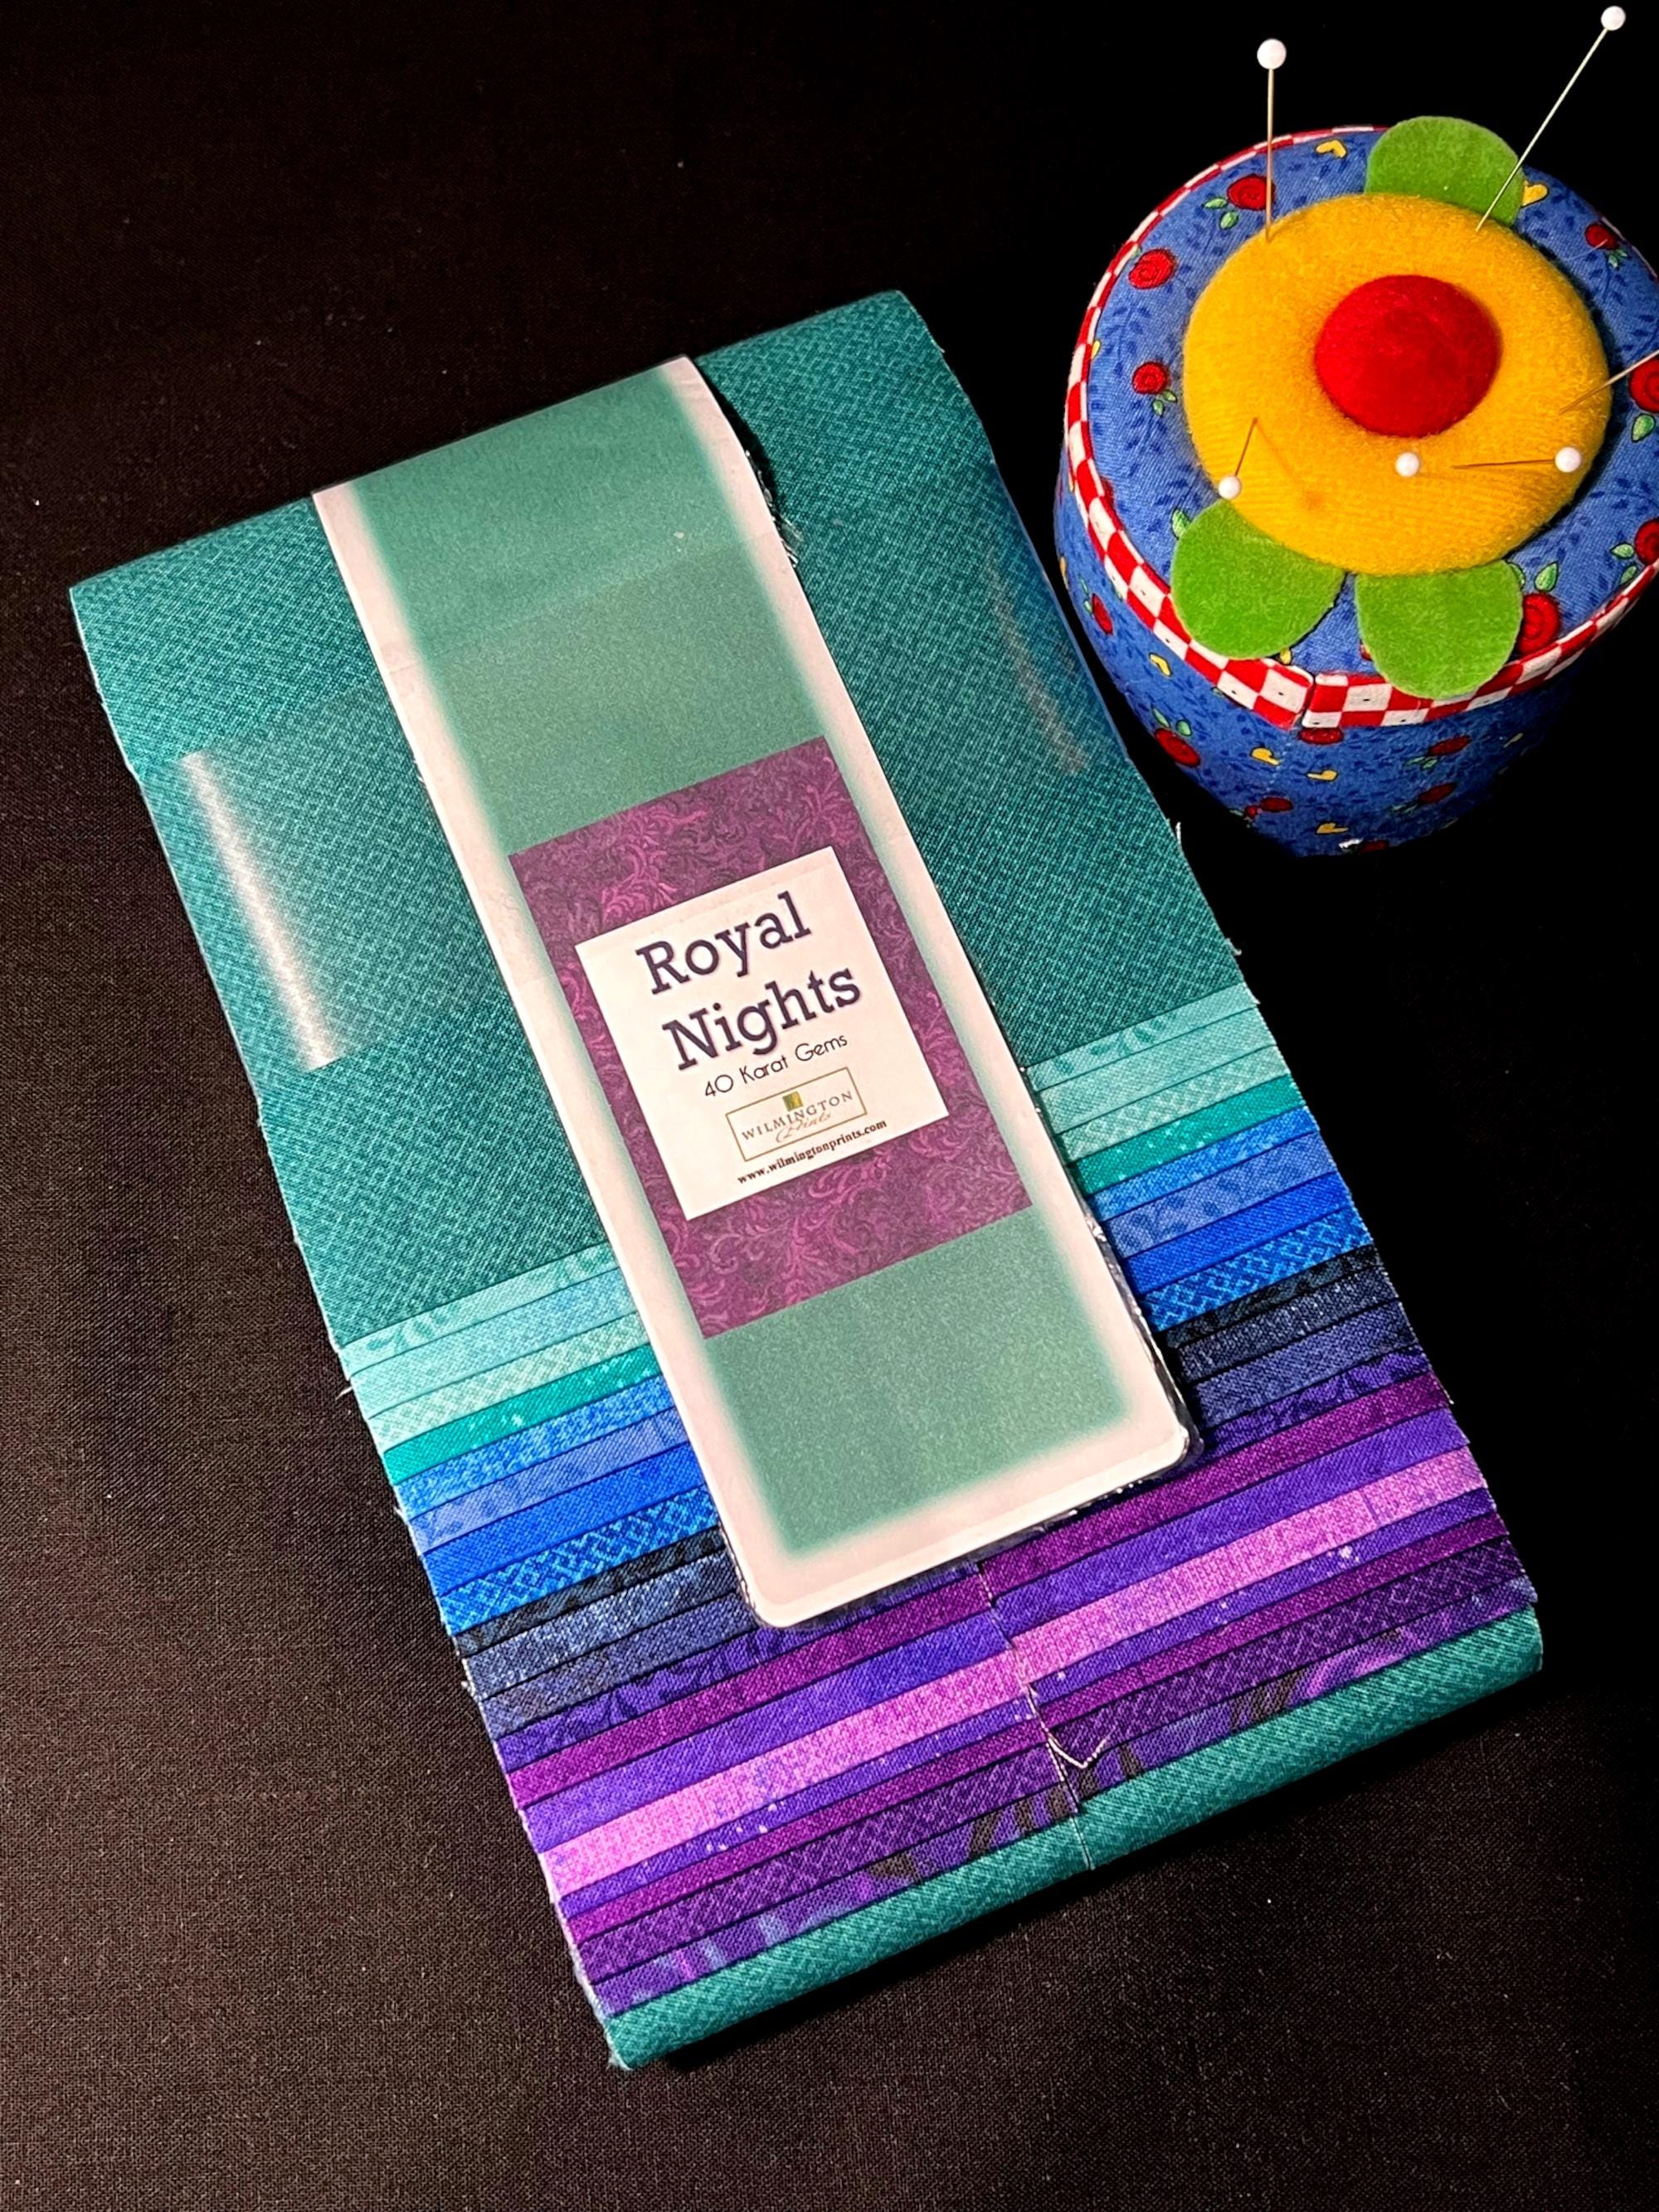 Royal
Nights
40 Karat Gems
WILMINGTON
Prints
www.wilmingtonprints.com